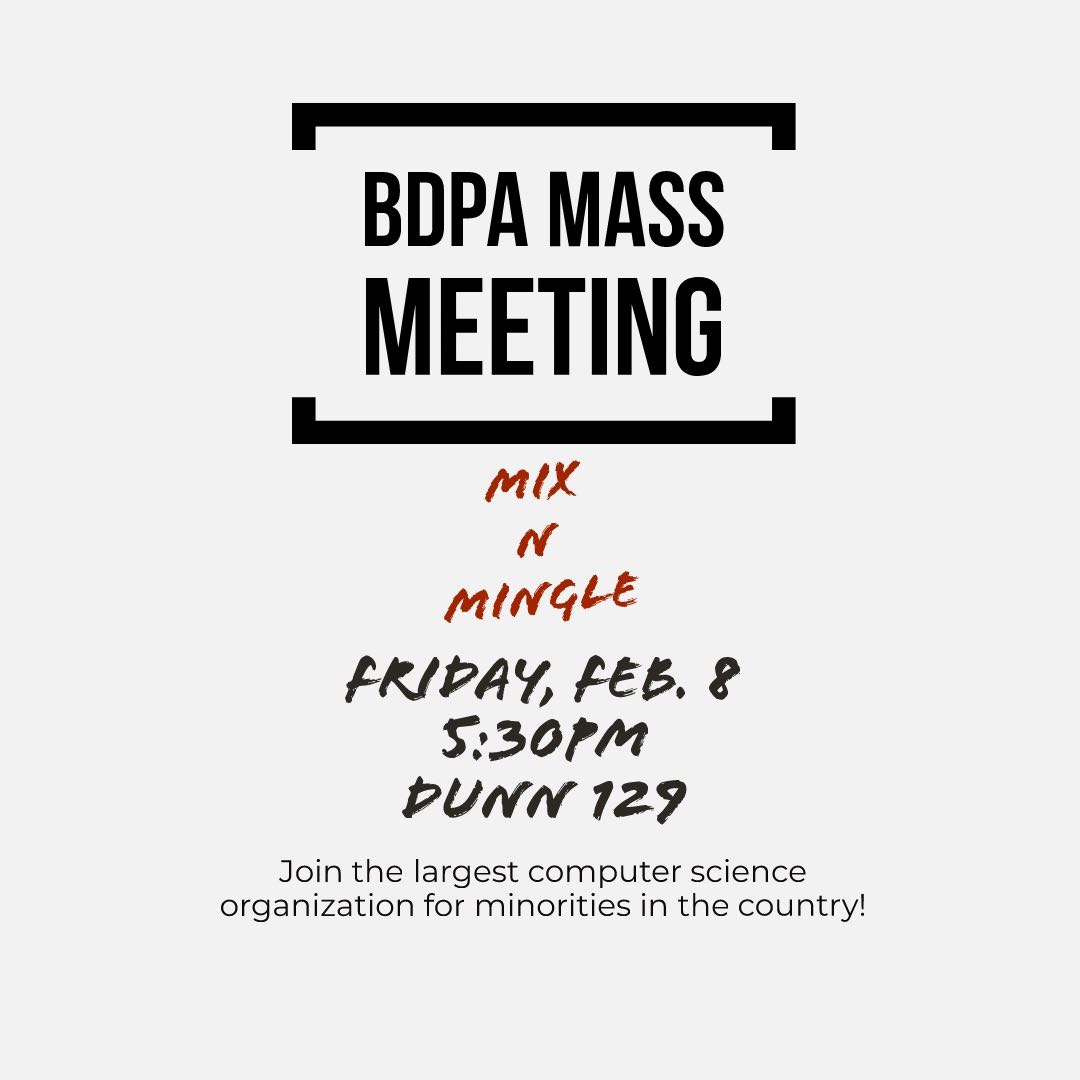 BDPA MASS
MEETING
MIX
N
MINGLE
FRIDAY, FEB. 8
5:30PM
DUNN 129
Join the largest computer science
organization for minorities in the country!